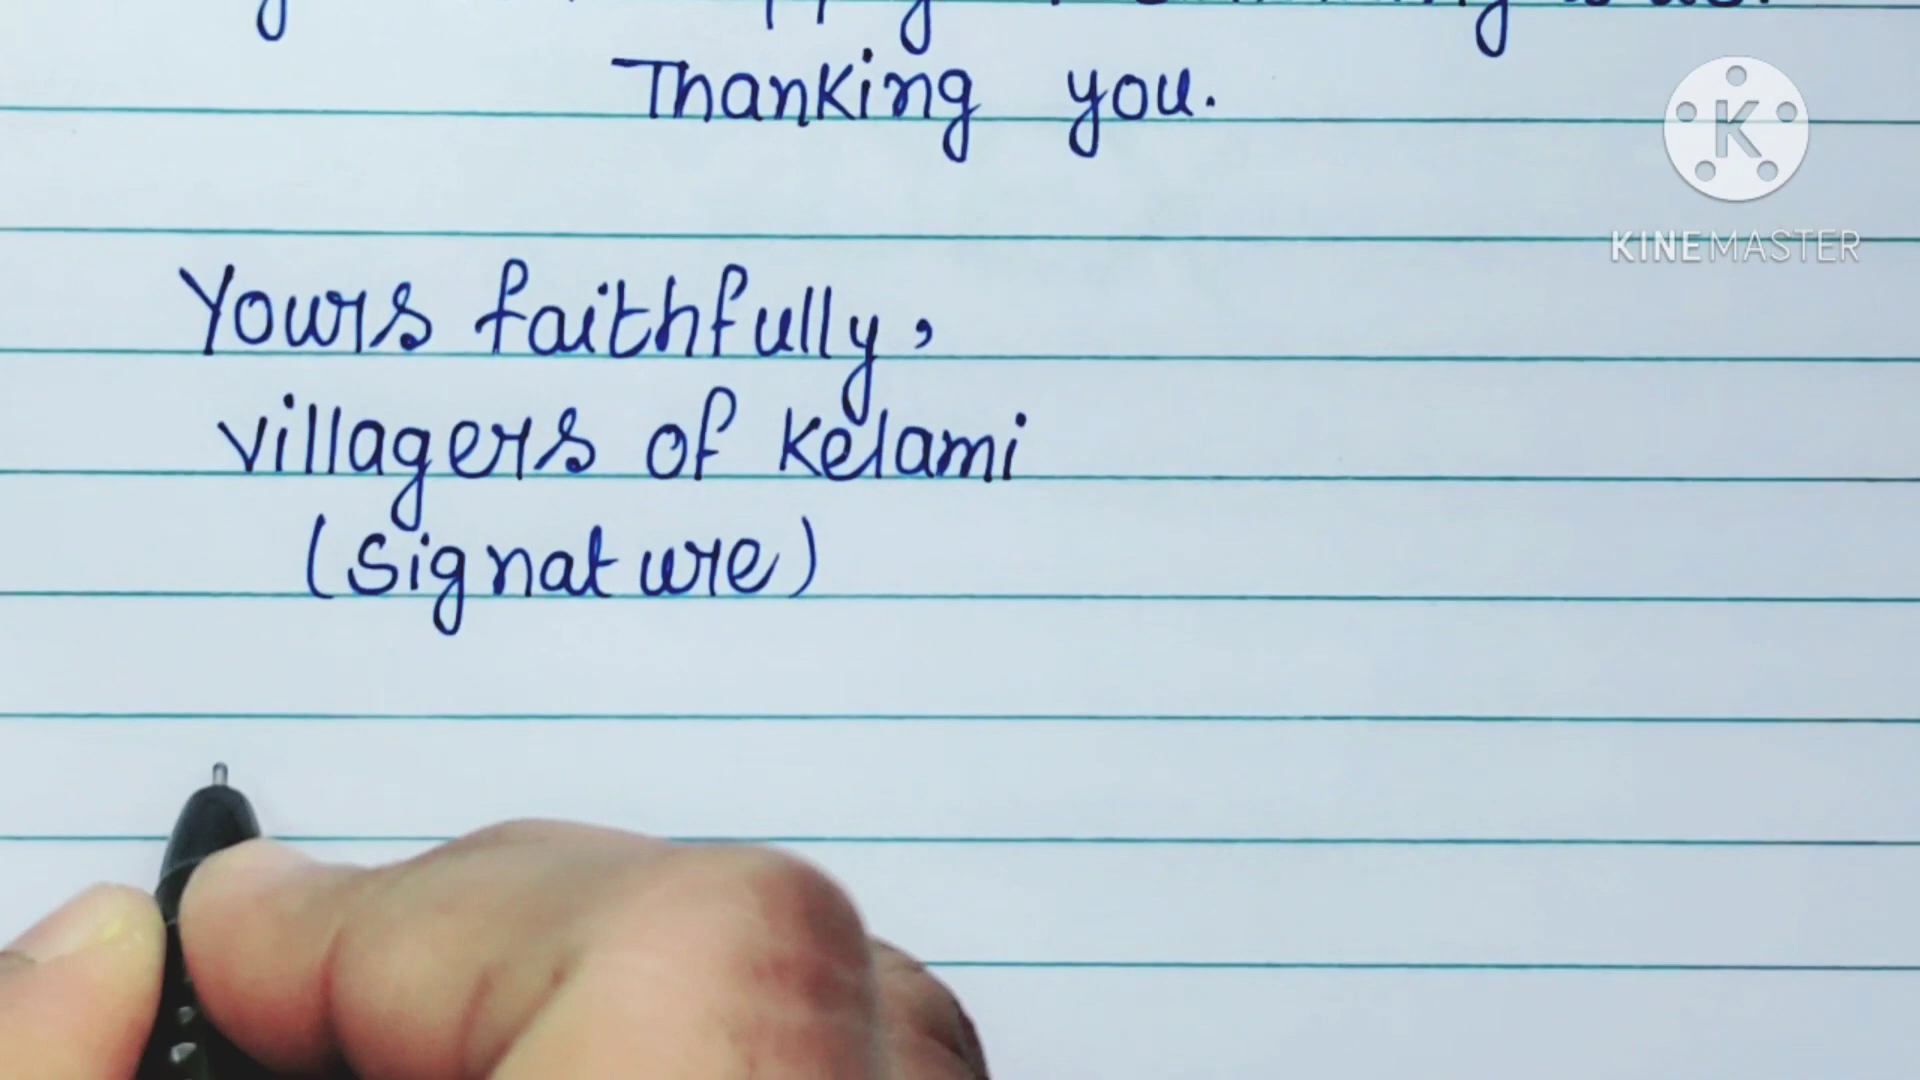 Thanking you.
K
KINEMASTER
Yours faithfully,
villagers of Kelami
(Signature)